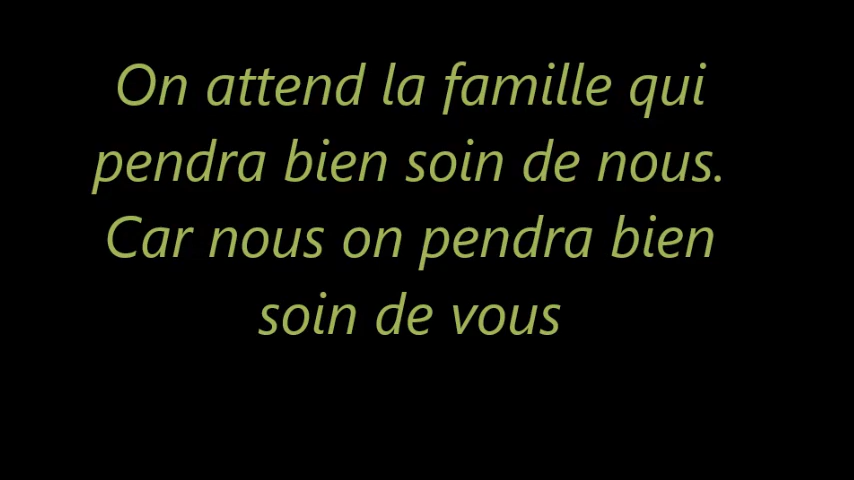 On attend la famille qui
pendra bien soin de nous.
Car nous on pendra bien
soin de vous